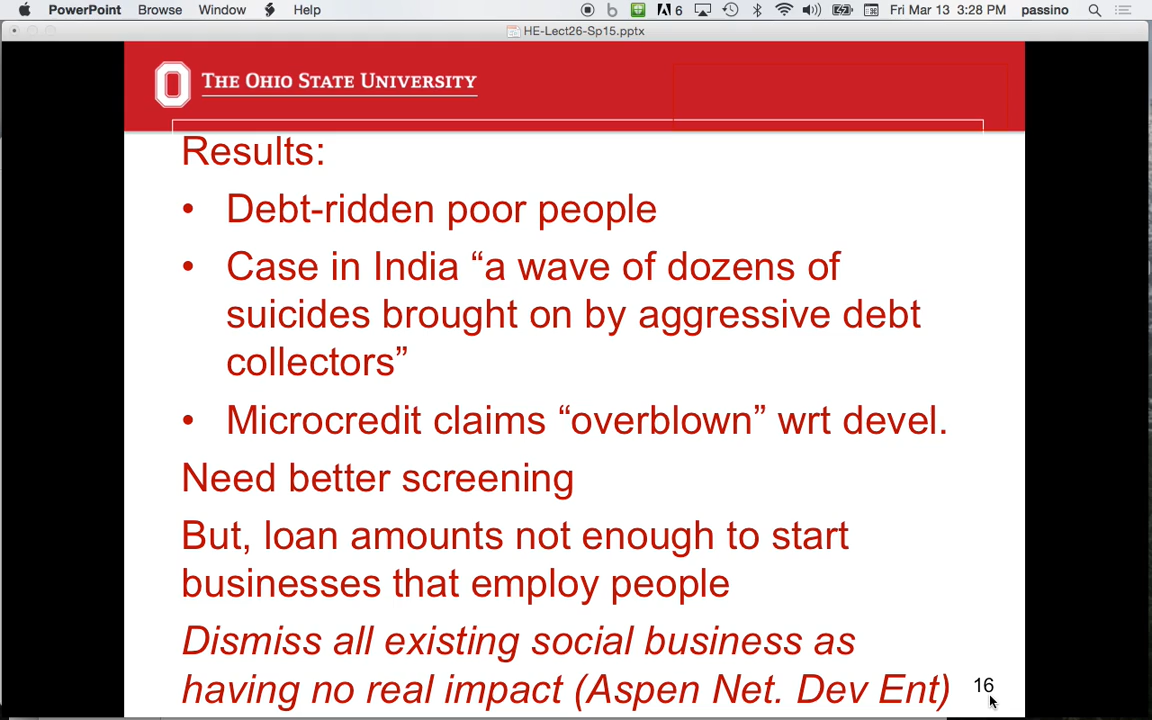 PowerPoint Browse Window Help 6 Fri Mar 13 3:28 PM passino
HE-Lect26-Sp15.pptx
THE OHIO STATE UNIVERSITY
Results:
• Debt-ridden poor people
• Case in India “a wave of dozens of
suicides brought on by aggressive debt
collectors”
• Microcredit claims “overblown” wrt devel.
Need better screening
But, loan amounts not enough to start
businesses that employ people
Dismiss all existing social business as
having no real impact (Aspen Net. Dev Ent)
16